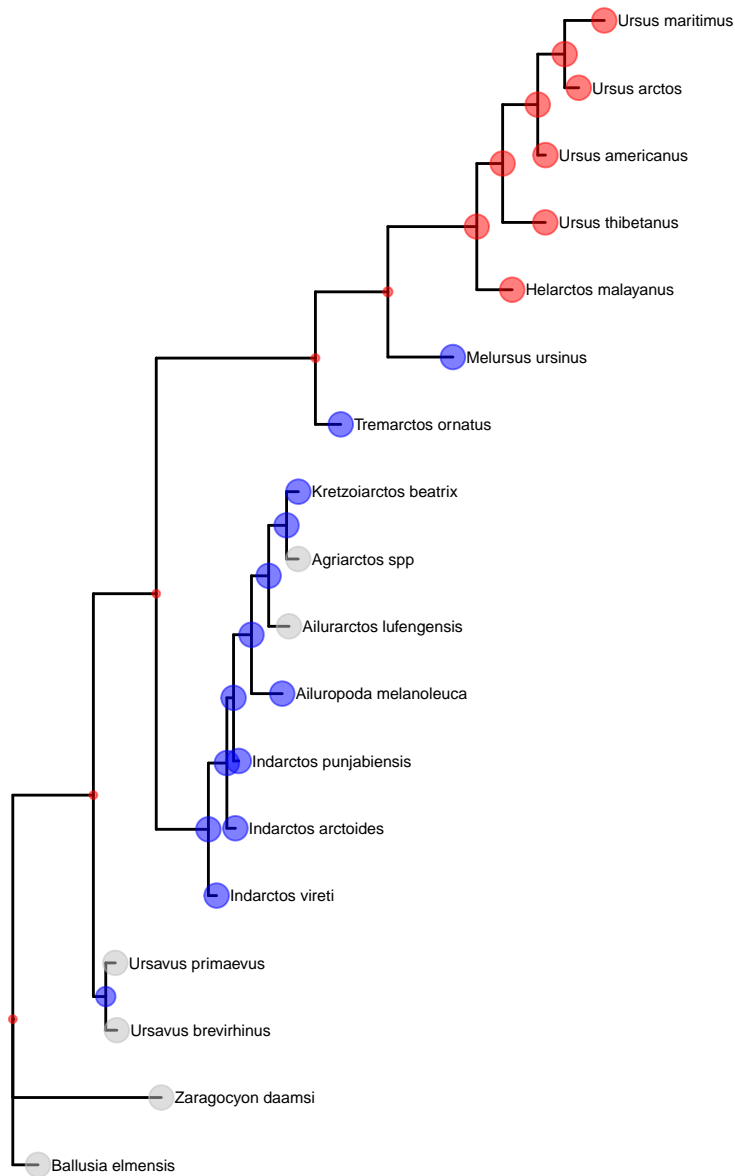 Ursus maritimus
Ursus arctos
Ursus americanus
Ursus thibetanus
Helarctos malayanus
Melursus ursinus
Tremarctos ornatus
Kretzoiarctos beatrix
Agriarctos spp
Ailurarctos lufengensis
Ailuropoda melanoleuca
Indarctos punjabiensis
Indarctos arctoides
Indarctos vireti
Ursavus primaevus
Ursavus brevirhinus
Zaragocyon daamsi
Ballusia elmensis